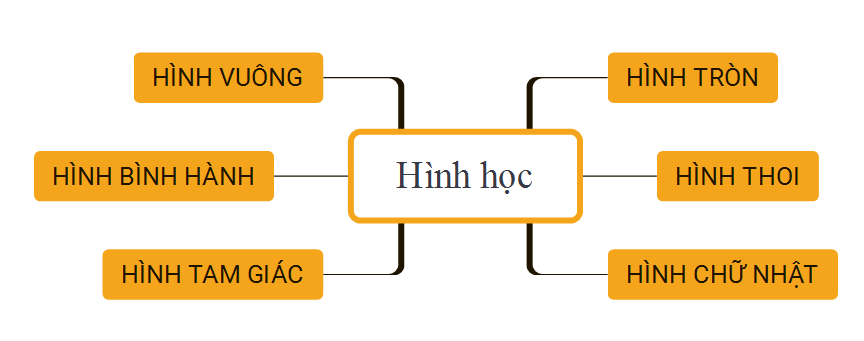 HÌNH VUÔNG
HÌNH TRÒN
HÌNH BÌNH HÀNH
Hình học
HÌNH THOI
HÌNH TAM GIÁC
HÌNH CHỮ NHẬT